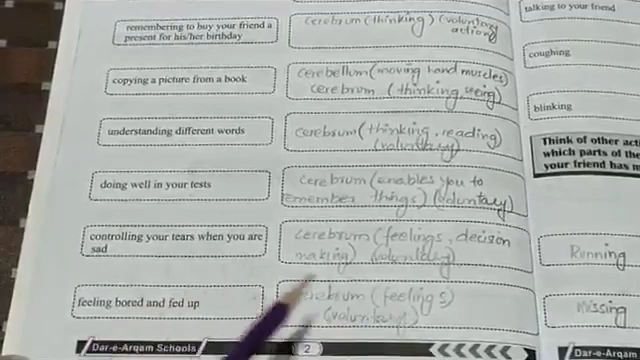 remembering to buy your friend a
present for his/her birthday
cerebrum (thinking) (voluntary
action)
copying a picture from a book
cerebellum (moving hand muscles)
cerebrum (thinking, seeing)
understanding different words
cerebrum (thinking, reading)
(voluntary)
doing well in your tests
cerebrum (enables you to
remember things) (voluntary)
controlling your tears when you are
sad
cerebrum (feelings, decision
making) (voluntary)
feeling bored and fed up
cerebrum (feelings)
(voluntary)
Dar-e-Arqam Schools
2
talking to your friend
coughing
blinking
Think of other
which parts of the
your friend has
Running
Missing
Dar-e-Arqam